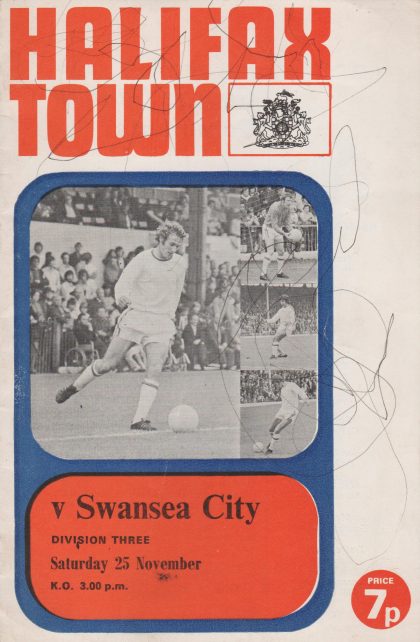 HALIFAX
TOWN
v Swansea City
DIVISION THREE
Saturday 25 November
K.O. 3.00 p.m.
PRICE
7p